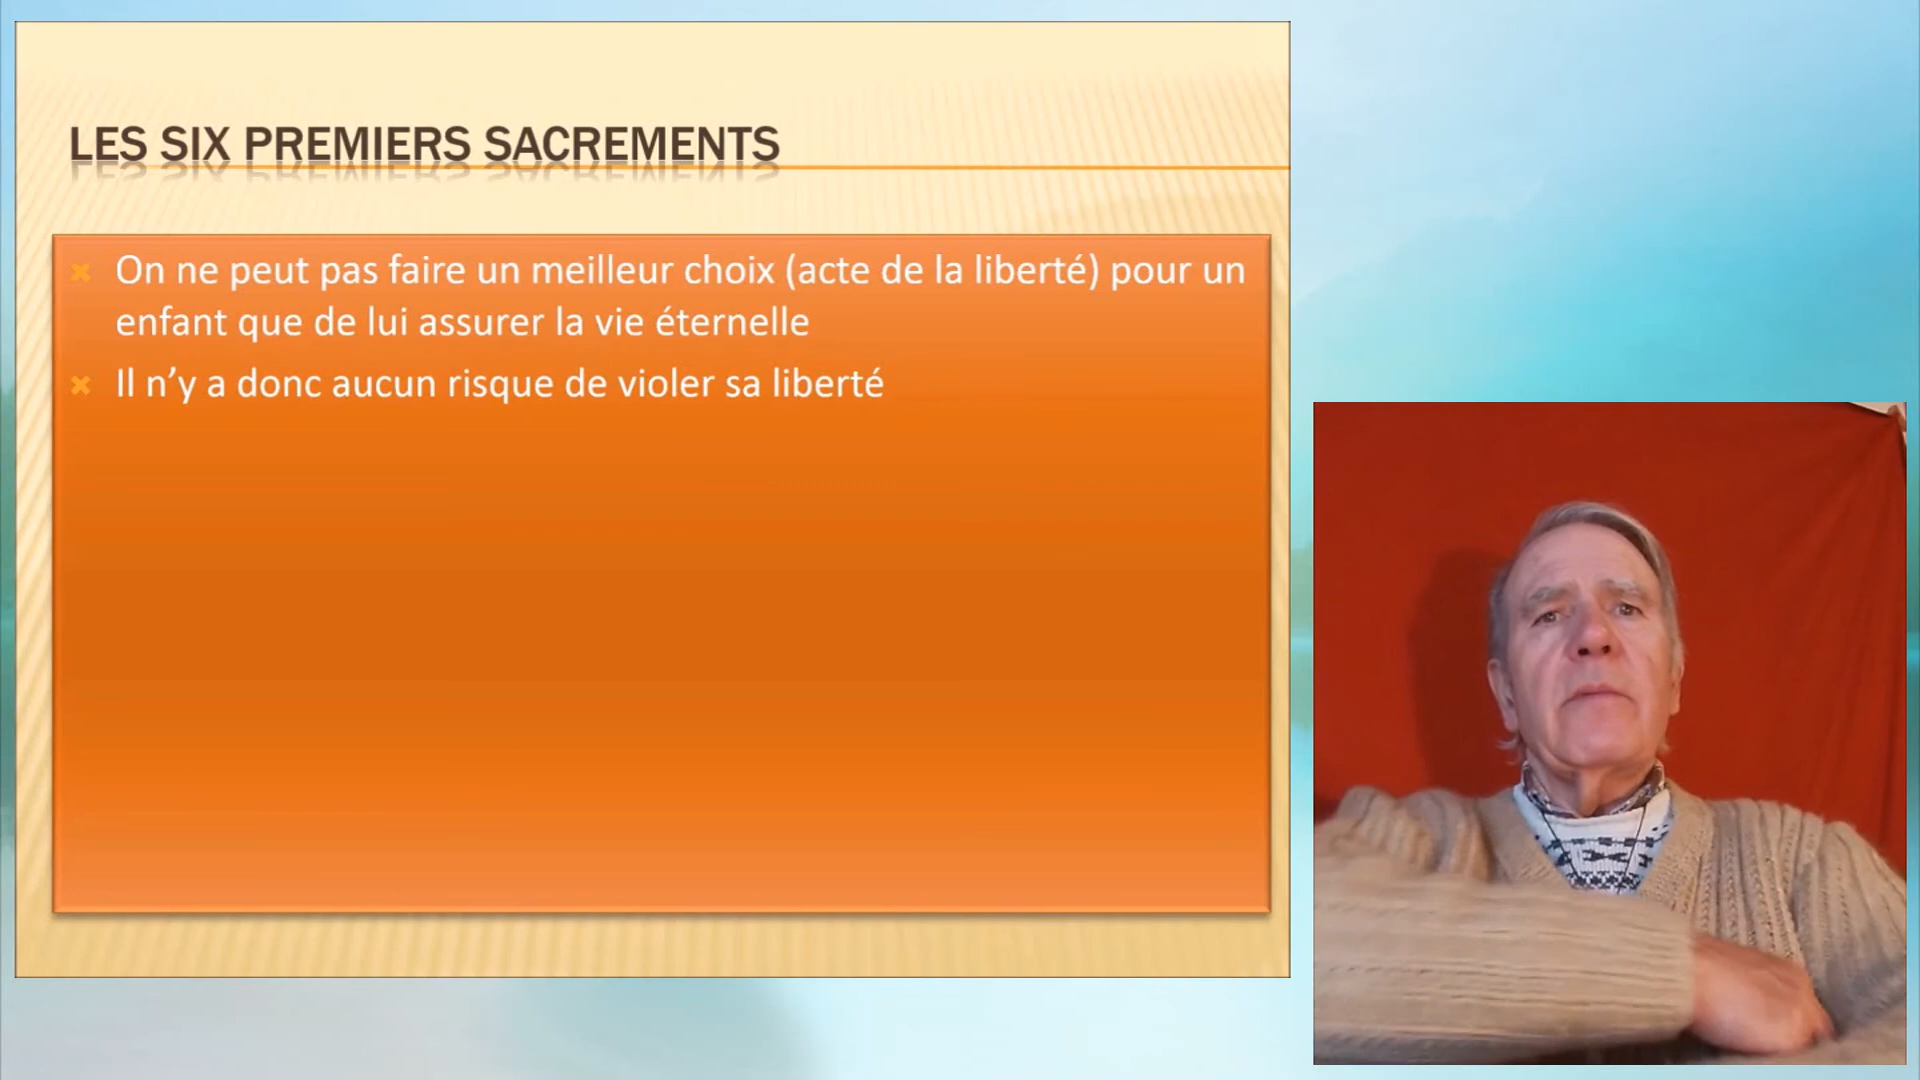 LES SIX PREMIERS SACREMENTS
On ne peut pas faire un meilleur choix (acte de la liberté) pour un
enfant que de lui assurer la vie éternelle
Il n’y a donc aucun risque de violer sa liberté